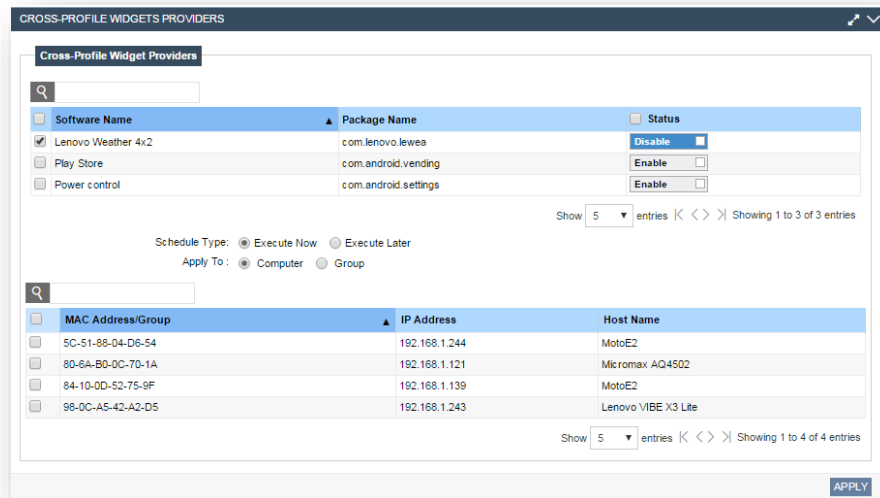 CROSS-PROFILE WIDGETS PROVIDERS
Cross-Profile Widget Providers
Software Name Package Name Status
Lenovo Weather 4x2 com.lenovo.lewea Disable
Play Store com.android.vending Enable
Power control com.android.settings Enable
Show 5 entries Showing 1 to 3 of 3 entries
Schedule Type: Execute Now Execute Later
Apply To : Computer Group
MAC Address/Group IP Address Host Name
5C-51-88-04-D6-54 192.168.1.244 MotoE2
80-6A-B0-0C-70-1A 192.168.1.121 Micromax AQ4502
84-10-0D-52-75-9F 192.168.1.139 MotoE2
98-0C-A5-42-A2-D5 192.168.1.243 Lenovo VIBE X3 Lite
Show 5 entries Showing 1 to 4 of 4 entries
APPLY